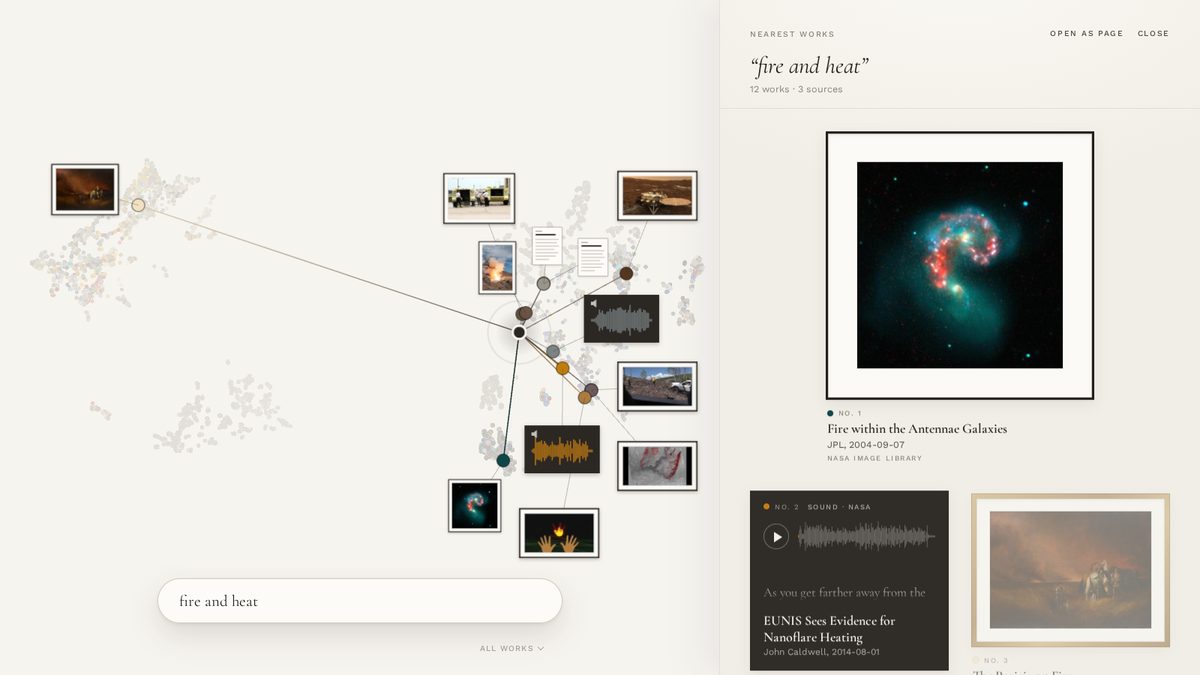 NEAREST WORKS
OPEN AS PAGE CLOSE
“fire and heat”
12 works · 3 sources
NO. 1
Fire within the Antennae Galaxies
JPL, 2004-09-07
NASA IMAGE LIBRARY
NO. 2 SOUND · NASA
As you get farther away from the
EUNIS Sees Evidence for
Nanoflare Heating
John Caldwell, 2014-08-01
NO. 3
fire and heat
ALL WORKS